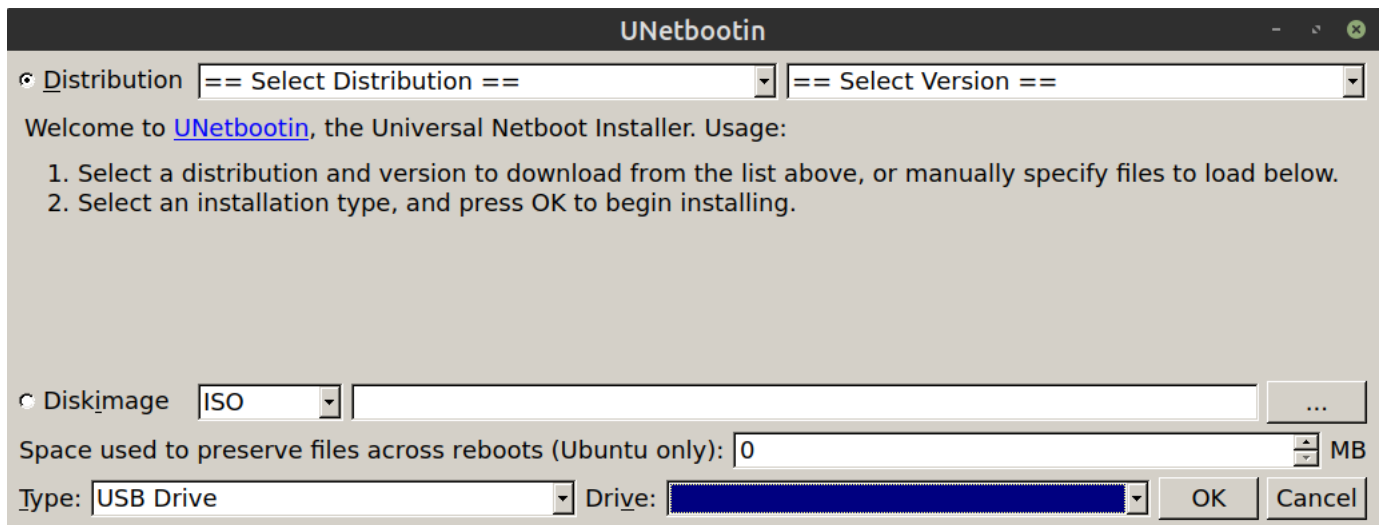 UNetbootin
Distribution == Select Distribution == == Select Version ==
Welcome to UNetbootin, the Universal Netboot Installer. Usage:
1. Select a distribution and version to download from the list above, or manually specify files to load below.
2. Select an installation type, and press OK to begin installing.
Diskimage ISO ...
Space used to preserve files across reboots (Ubuntu only): 0 MB
Type: USB Drive Drive: OK Cancel